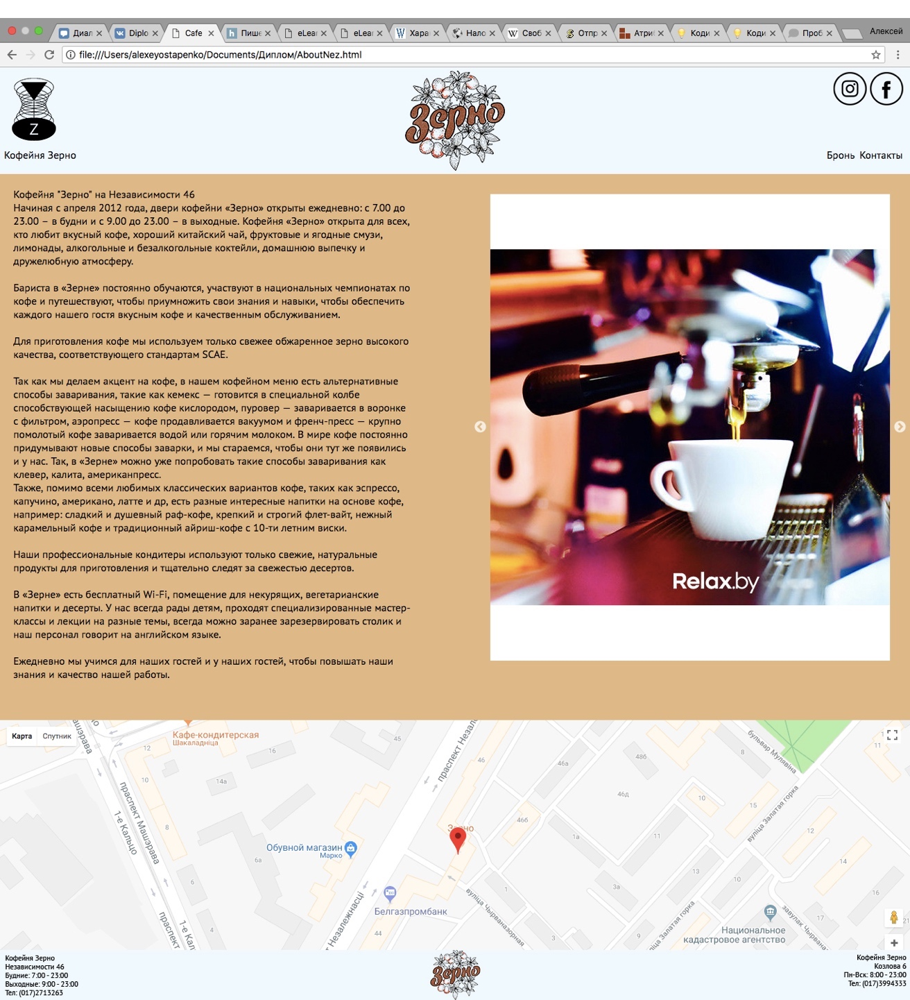 Диал
Diplo
Cafe
Пише
eLear
eLear
Хара
Нало
Своб
Отпр
Атри
Коди
Коди
Проб
Алексей
file:///Users/alexeyostapenko/Documents/Диплом/AboutNez.html
Z
Зерно
Кофейня Зерно
Бронь Контакты
Кофейня "Зерно" на Независимости 46
Начиная с апреля 2012 года, двери кофейни «Зерно» открыты ежедневно: с 7.00 до
23.00 – в будни и с 9.00 до 23.00 – в выходные. Кофейня «Зерно» открыта для всех,
кто любит вкусный кофе, хороший китайский чай, фруктовые и ягодные смузи,
лимонады, алкогольные и безалкогольные коктейли, домашнюю выпечку и
дружелюбную атмосферу.
Бариста в «Зерне» постоянно обучаются, участвуют в национальных чемпионатах по
кофе и путешествуют, чтобы приумножить свои знания и навыки, чтобы обеспечить
каждого нашего гостя вкусным кофе и качественным обслуживанием.
Для приготовления кофе мы используем только свежее обжаренное зерно высокого
качества, соответствующего стандартам SCAE.
Так как мы делаем акцент на кофе, в нашем кофейном меню есть альтернативные
способы заваривания, такие как кемекс — готовится в специальной колбе
способствующей насыщению кофе кислородом, пуровер — заваривается в воронке
с фильтром, аэропресс — кофе продавливается вакуумом и френч-пресс — крупно
помолотый кофе заваривается водой или горячим молоком. В мире кофе постоянно
придумывают новые способы заварки, и мы стараемся, чтобы они тут же появились
и у нас. Так, в «Зерне» можно уже попробовать такие способы заваривания как
клевер, калита, американпресс.
Также, помимо всеми любимых классических вариантов кофе, таких как эспрессо,
капучино, американо, латте и др, есть разные интересные напитки на основе кофе,
например: сладкий и душевный раф-кофе, крепкий и строгий флет-вайт, нежный
карамельный кофе и традиционный айриш-кофе с 10-ти летним виски.
Наши профессиональные кондитеры используют только свежие, натуральные
продукты для приготовления и тщательно следят за свежестью десертов.
В «Зерне» есть бесплатный Wi-Fi, помещение для некурящих, вегетарианские
напитки и десерты. У нас всегда рады детям, проходят специализированные мастер-
классы и лекции на разные темы, всегда можно заранее зарезервировать столик и
наш персонал говорит на английском языке.
Ежедневно мы учимся для наших гостей и у наших гостей, чтобы повышать наши
знания и качество нашей работы.
Relax.by
Карта Спутник
Кафе-кондитерская
Шакаладніца
праспект Машэрава
1-е Кальцо
праспект
1-е Кальц
12
10
8
14а
16
45
6а
6
4
44
46
46а
46б
46д
48б
8
10
15
11
11
12
14
1а
13
10
3а
1
3
17
21
праспект Незал
т Незалежнасці
бульвар Мулявіна
вуліца Залатая горка
вуліца Залатая горка
вуліца Чырвоназорная
завулак Чырвона
Обувной магазин
Марко
Белгазпромбанк
Национальное
кадастровое агентство
Кофейня Зерно
Независимости 46
Будние: 7:00 - 23:00
Выходные: 9:00 - 23:00
Тел: (017)2713263
Зерно
Кофейня Зерно
Козлова 6
Пн-Вск: 8:00 - 23:00
Тел: (017)3994333